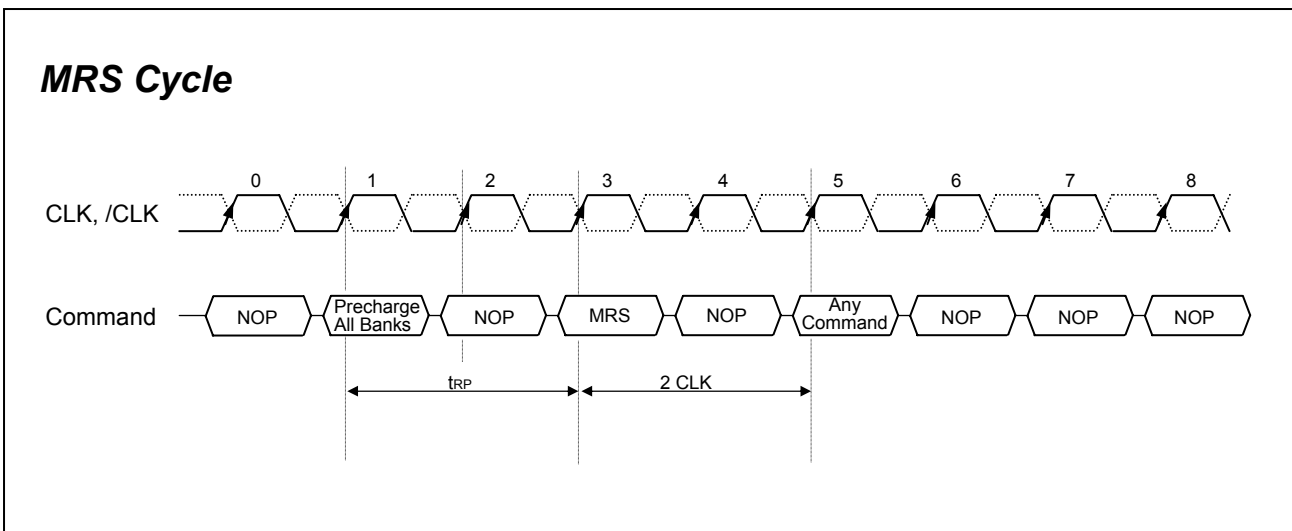 MRS Cycle
0 1 2 3 4 5 6 7 8
CLK, /CLK
Command
NOP
Precharge
All Banks
NOP
MRS
NOP
Any
Command
NOP
NOP
NOP
tRP
2 CLK